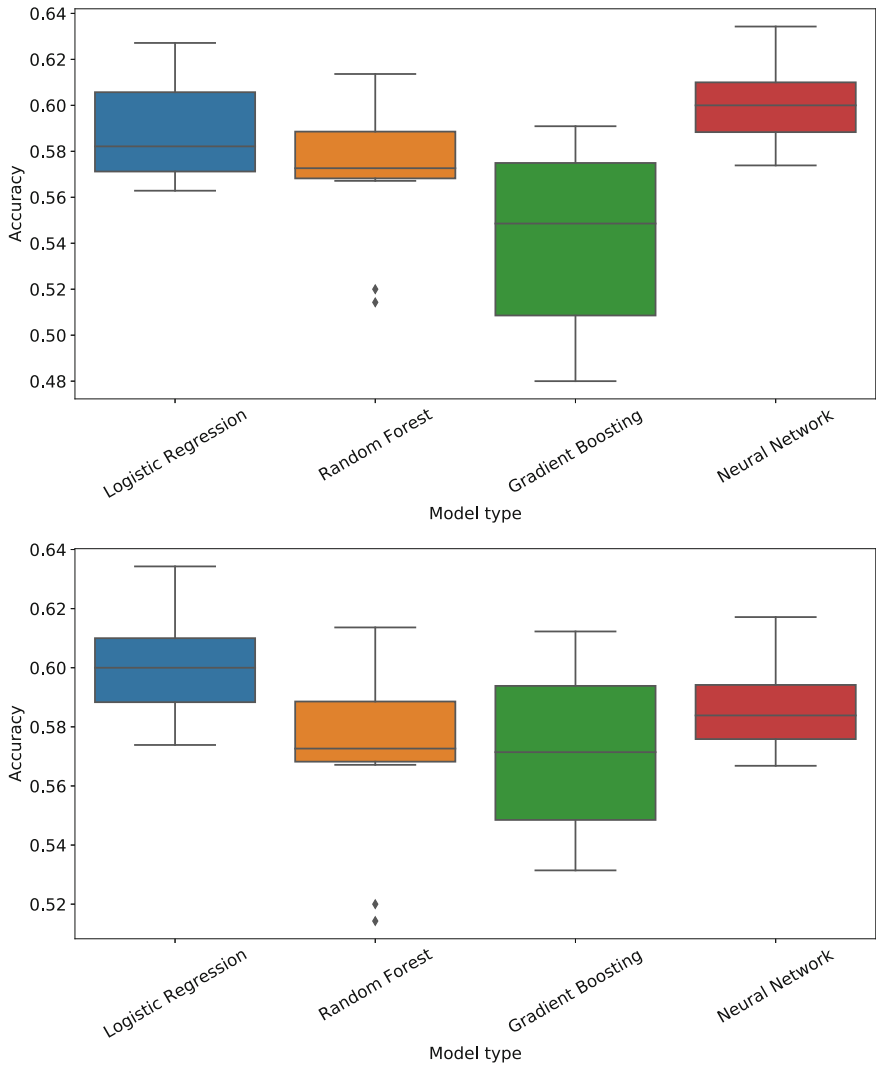 0.64
0.62
0.60
0.58
0.56
0.54
0.52
0.50
0.48
Accuracy
Logistic Regression
Random Forest
Gradient Boosting
Neural Network
Model type
0.64
0.62
0.60
0.58
0.56
0.54
0.52
Accuracy
Logistic Regression
Random Forest
Gradient Boosting
Neural Network
Model type